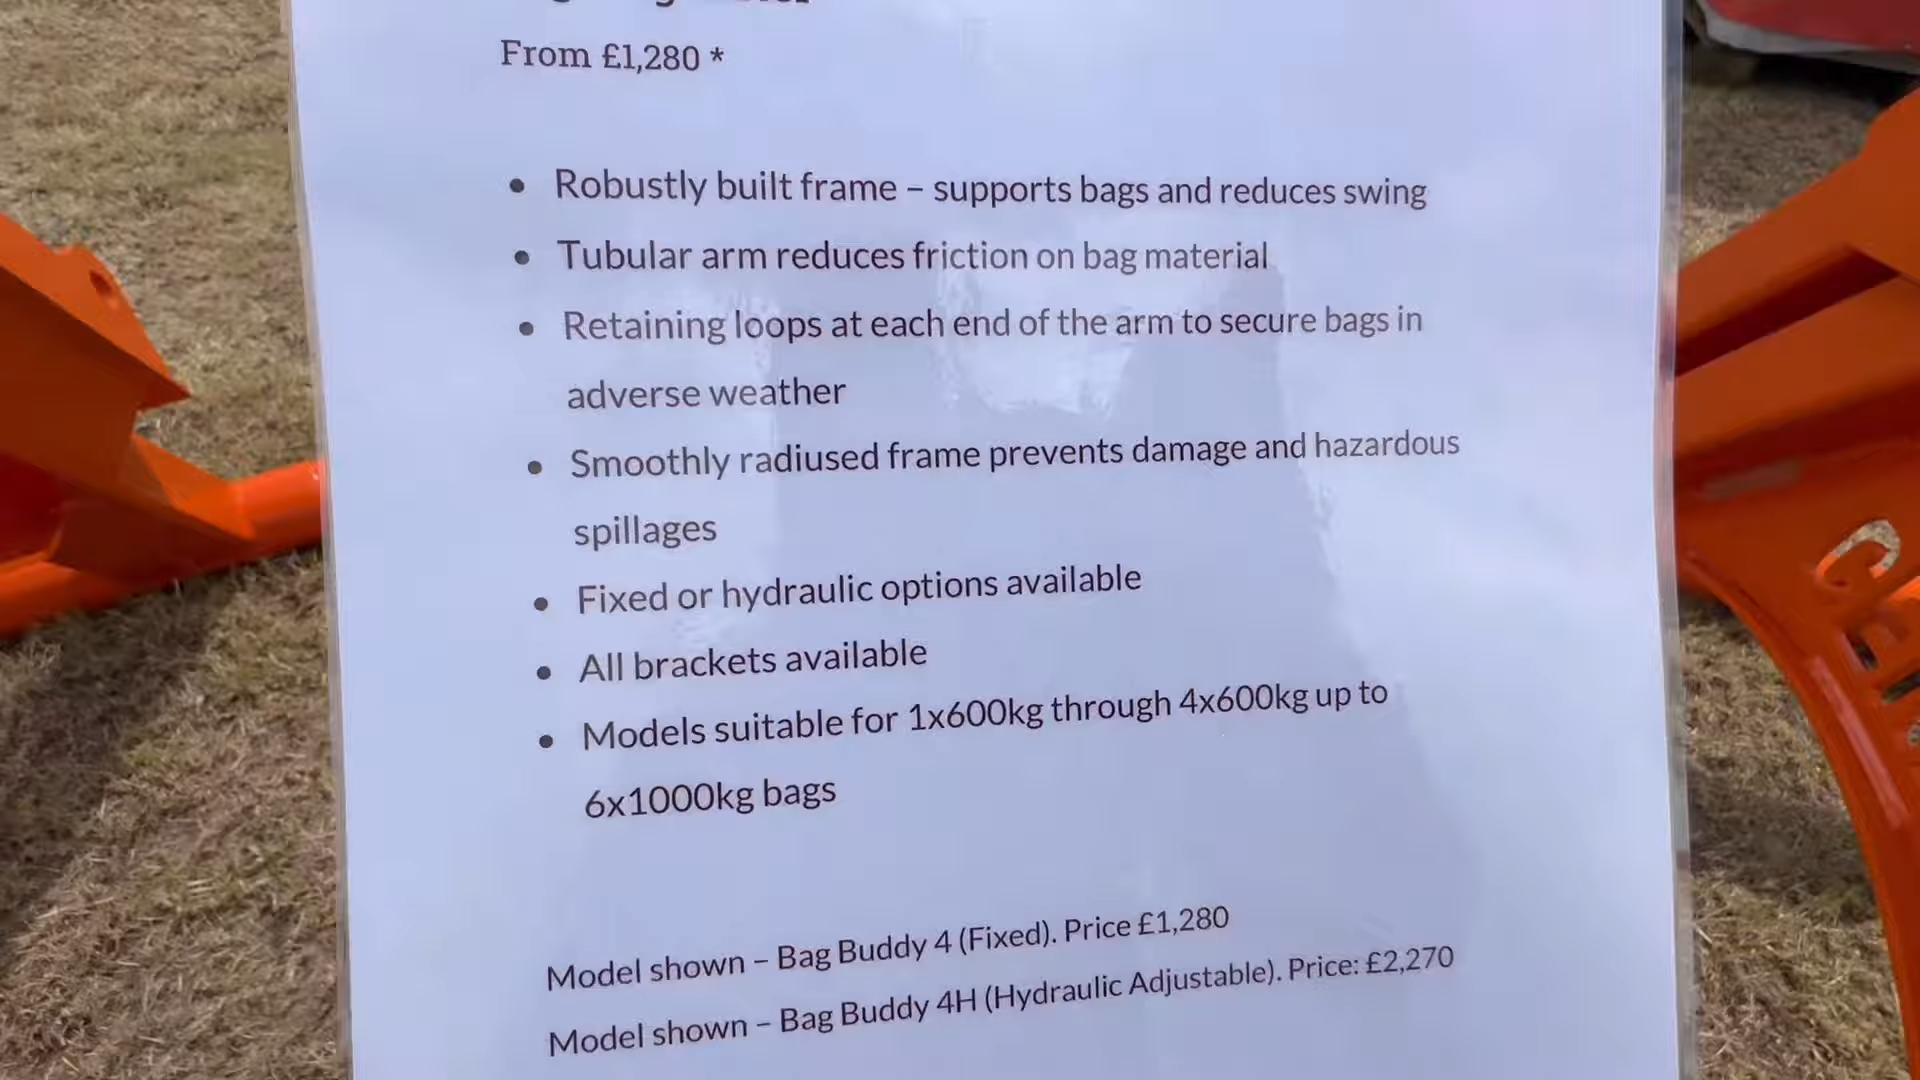 From £1,280 *
• Robustly built frame – supports bags and reduces swing
• Tubular arm reduces friction on bag material
• Retaining loops at each end of the arm to secure bags in
adverse weather
• Smoothly radiused frame prevents damage and hazardous
spillages
• Fixed or hydraulic options available
• All brackets available
• Models suitable for 1x600kg through 4x600kg up to
6x1000kg bags
Model shown – Bag Buddy 4 (Fixed). Price £1,280
Model shown – Bag Buddy 4H (Hydraulic Adjustable). Price: £2,270